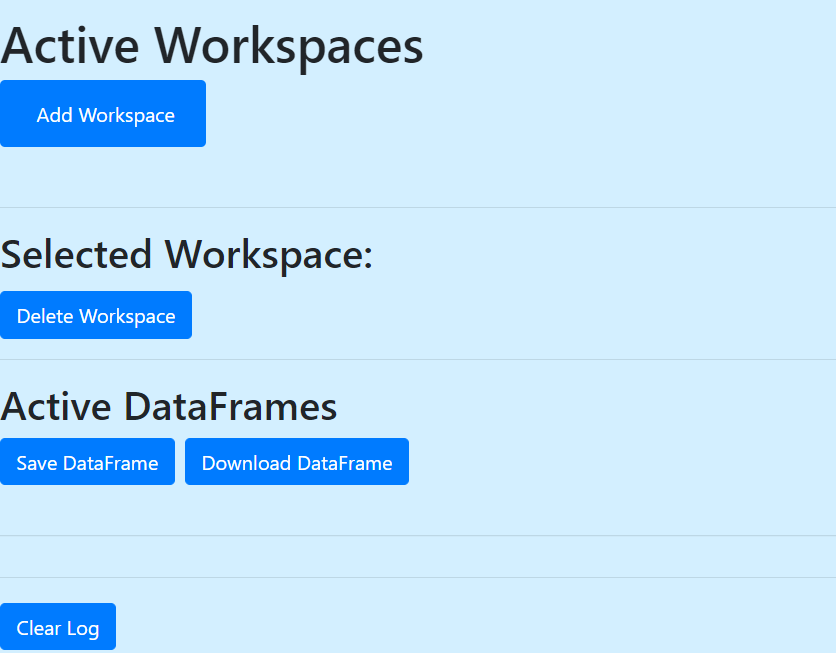 Active Workspaces
Add Workspace
Selected Workspace:
Delete Workspace
Active DataFrames
Save DataFrame Download DataFrame
Clear Log